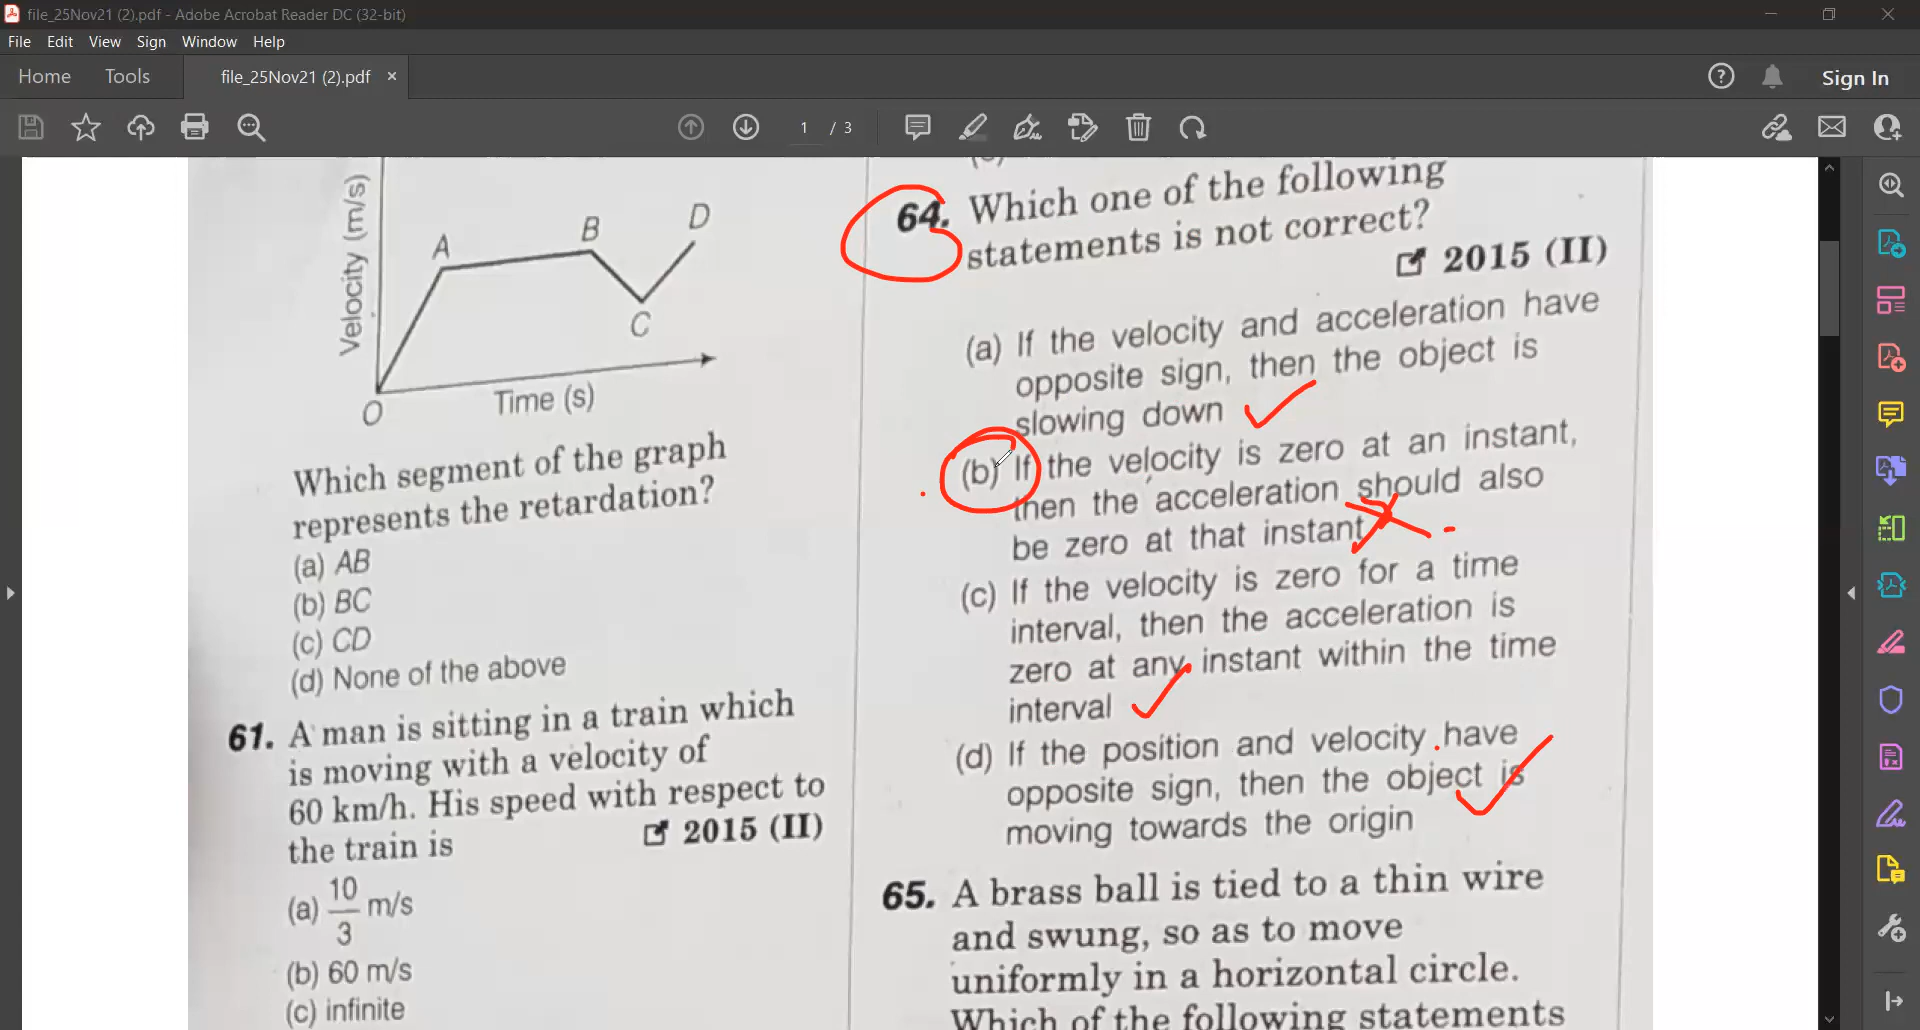 file_25Nov21 (2).pdf - Adobe Acrobat Reader DC (32-bit)
File Edit View Sign Window Help
Home Tools file_25Nov21 (2).pdf × Sign In
1 / 3
Velocity (m/s)
A
B
D
C
O
Time (s)
Which segment of the graph
represents the retardation?
(a) AB
(b) BC
(c) CD
(d) None of the above
61. A man is sitting in a train which
is moving with a velocity of
60 km/h. His speed with respect to
the train is 2015 (II)
(a) 10/3 m/s
(b) 60 m/s
(c) infinite
64. Which one of the following
statements is not correct?
2015 (II)
(a) If the velocity and acceleration have
opposite sign, then the object is
slowing down
(b) If the velocity is zero at an instant,
then the acceleration should also
be zero at that instant
(c) If the velocity is zero for a time
interval, then the acceleration is
zero at any instant within the time
interval
(d) If the position and velocity have
opposite sign, then the object is
moving towards the origin
65. A brass ball is tied to a thin wire
and swung, so as to move
uniformly in a horizontal circle.
Which of the following statements